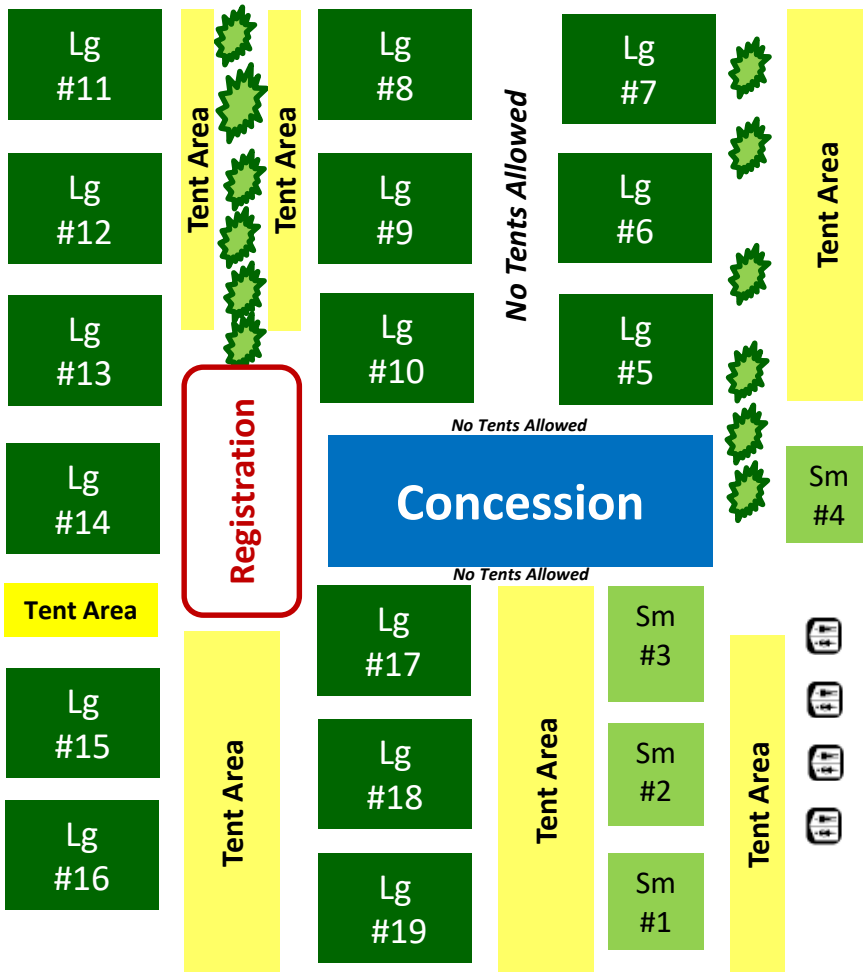 Lg
#11
Tent Area
Tent Area
Lg
#8
No Tents Allowed
Lg
#7
Tent Area
Lg
#12
Lg
#9
Lg
#6
Lg
#13
Lg
#10
Lg
#5
Registration
No Tents Allowed
Concession
No Tents Allowed
Lg
#14
Sm
#4
Tent Area
Lg
#17
Tent Area
Sm
#3
Lg
#15
Tent Area
Lg
#18
Sm
#2
Tent Area
Lg
#16
Lg
#19
Sm
#1